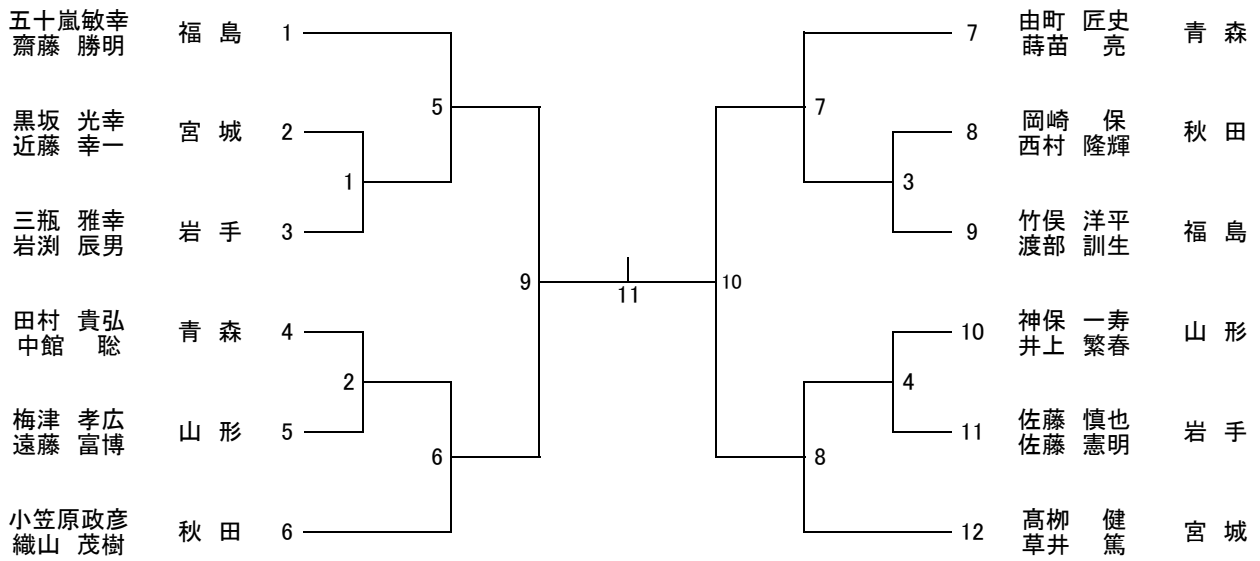 五十嵐敏幸
齋藤 勝明
福 島 1
5
黒坂 光幸
近藤 幸一
宮 城 2
1
三瓶 雅幸
岩渕 辰男
岩 手 3
9
田村 貴弘
中館 聡
青 森 4
2
梅津 孝広
遠藤 富博
山 形 5
6
小笠原政彦
織山 茂樹
秋 田 6
11
7 由町 匠史
蒔苗 亮
青 森
7
8 岡崎 保
西村 隆輝
秋 田
3
9 竹俣 洋平
渡部 訓生
福 島
10
10 神保 一寿
井上 繁春
山 形
4
11 佐藤 慎也
佐藤 憲明
岩 手
8
12 髙栁 健
草井 篤
宮 城